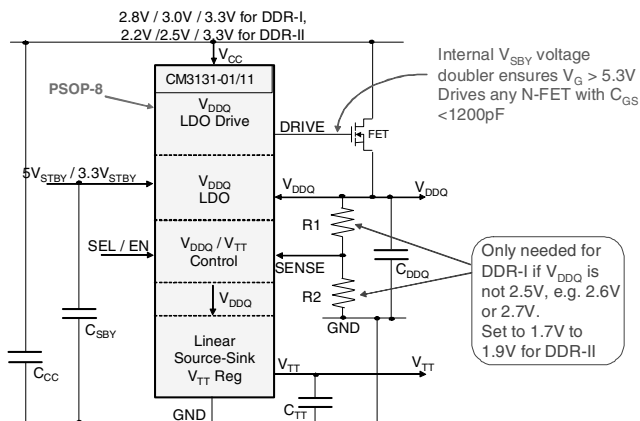 2.8V / 3.0V / 3.3V for DDR-I,
2.2V /2.5V / 3.3V for DDR-II
VCC
PSOP-8
CM3131-01/11
VDDQ
LDO Drive
DRIVE
FET
Internal VSBY voltage
doubler ensures VG > 5.3V
Drives any N-FET with CGS
<1200pF
5VSTBY / 3.3VSTBY
VDDQ
LDO
VDDQ
VDDQ
R1
SEL / EN
VDDQ / VTT
Control
SENSE
CDDQ
R2
GND
Only needed for
DDR-I if VDDQ is
not 2.5V, e.g. 2.6V
or 2.7V.
Set to 1.7V to
1.9V for DDR-II
VDDQ
CSBY
Linear
Source-Sink
VTT Reg
VTT
VTT
CCC
GND
CTT